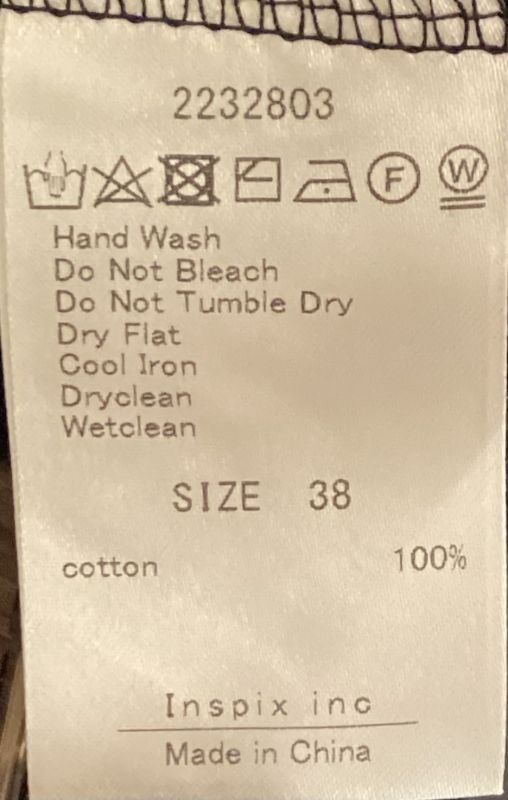 2232803
F W
Hand Wash
Do Not Bleach
Do Not Tumble Dry
Dry Flat
Cool Iron
Dryclean
Wetclean
SIZE 38
cotton 100%
Inspix inc
Made in China